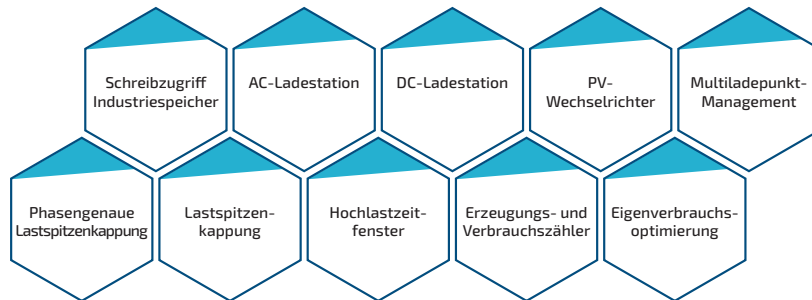 Schreibzugriff
Industriespeicher
AC-Ladestation
DC-Ladestation
PV-
Wechselrichter
Multiladepunkt-
Management
Phasengenaue
Lastspitzenkappung
Lastspitzen-
kappung
Hochlastzeit-
fenster
Erzeugungs- und
Verbrauchszähler
Eigenverbrauchs-
optimierung